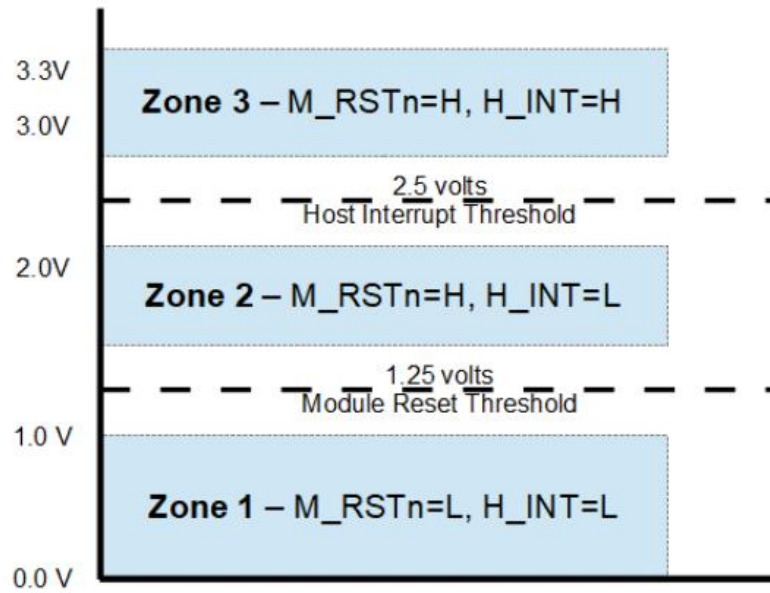 3.3V
Zone 3 – M_RSTn=H, H_INT=H
3.0V
2.5 volts
Host Interrupt Threshold
2.0V
Zone 2 – M_RSTn=H, H_INT=L
1.25 volts
Module Reset Threshold
1.0 V
Zone 1 – M_RSTn=L, H_INT=L
0.0 V